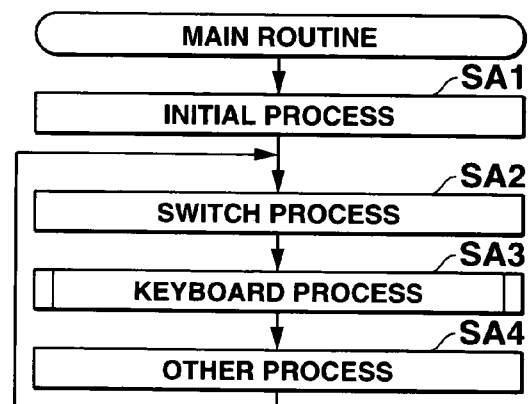 MAIN ROUTINE
SA1
INITIAL PROCESS
SA2
SWITCH PROCESS
SA3
KEYBOARD PROCESS
SA4
OTHER PROCESS